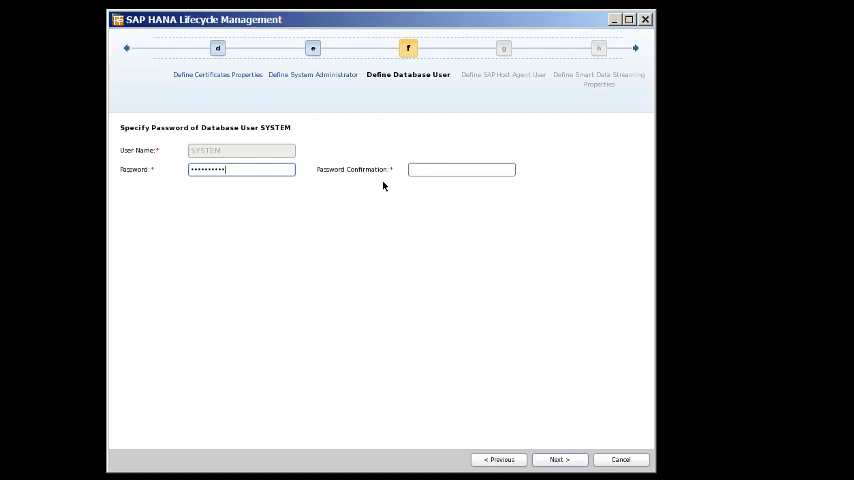 SAP HANA Lifecycle Management
d e f g h
Define Certificates Properties Define System Administrator Define Database User Define SAP Host Agent User Define Smart Data Streaming
Properties
Specify Password of Database User SYSTEM
User Name:* SYSTEM
Password:* •••••••••• Password Confirmation:*
< Previous Next > Cancel